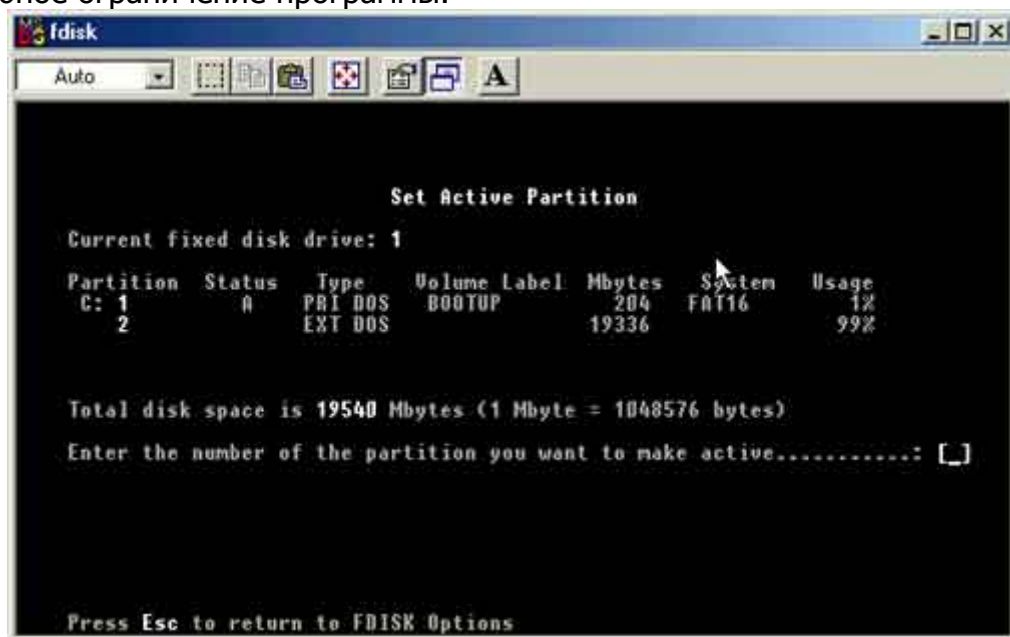 ное ограничение программы.
fdisk
Auto
A
Set Active Partition
Current fixed disk drive: 1
Partition Status Type Volume Label Mbytes System Usage
C: 1 A PRI DOS BOOTUP 204 FAT16 1%
2 EXT DOS 19336 99%
Total disk space is 19540 Mbytes (1 Mbyte = 1048576 bytes)
Enter the number of the partition you want to make active...........: [_]
Press Esc to return to FDISK Options